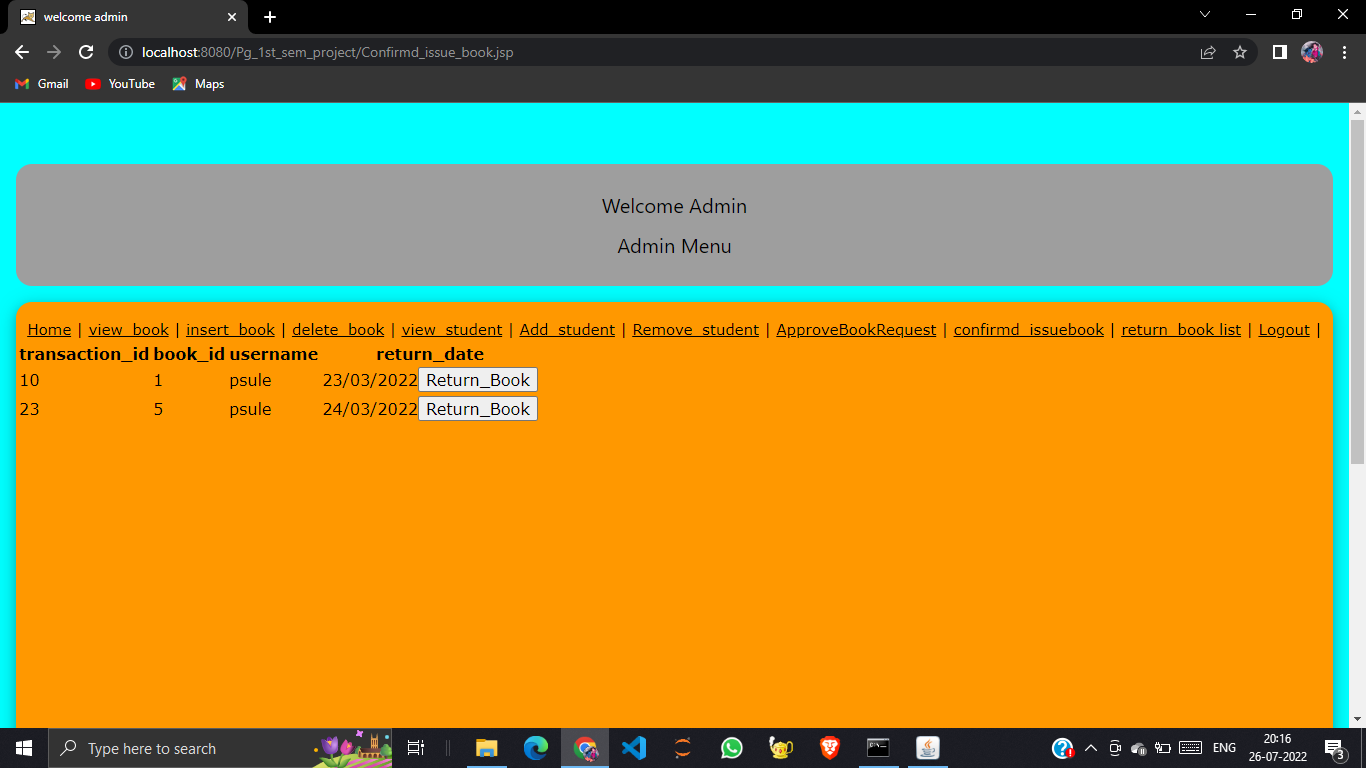 welcome admin
localhost:8080/Pg_1st_sem_project/Confirmd_issue_book.jsp
Gmail YouTube Maps
Welcome Admin
Admin Menu
Home | view_book | insert_book | delete_book | view_student | Add_student | Remove_student | ApproveBookRequest | confirmd_issuebook | return_book list | Logout |
transaction_id book_id username return_date
10 1 psule 23/03/2022 Return_Book
23 5 psule 24/03/2022 Return_Book
Type here to search
ENG
20:16
26-07-2022
3